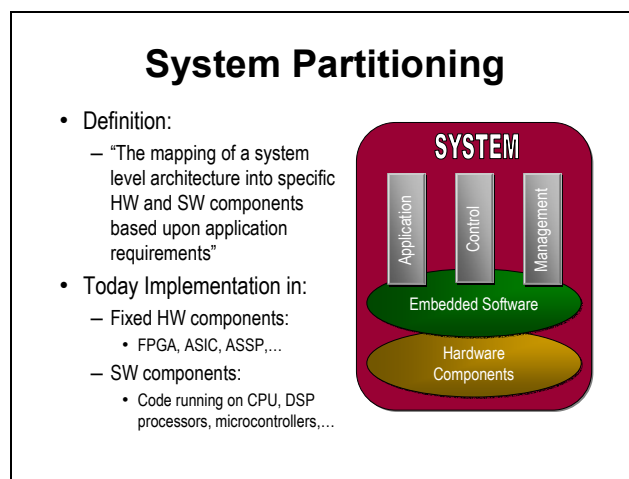 System Partitioning
• Definition:
– “The mapping of a system
level architecture into specific
HW and SW components
based upon application
requirements”
• Today Implementation in:
– Fixed HW components:
• FPGA, ASIC, ASSP,…
– SW components:
• Code running on CPU, DSP
processors, microcontrollers,…
SYSTEM
Application
Control
Management
Embedded Software
Hardware
Components